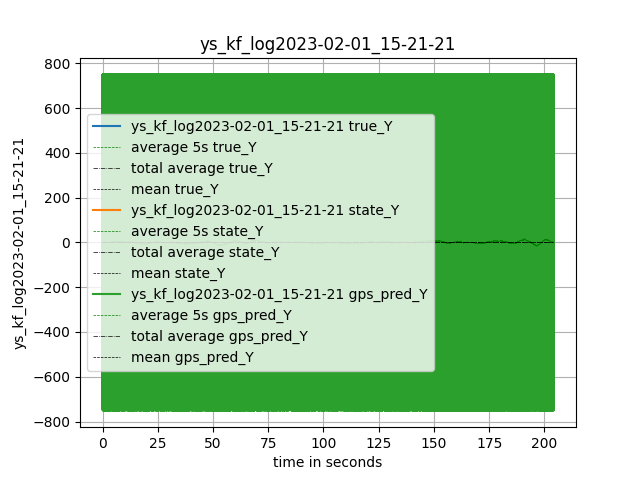 ys_kf_log2023-02-01_15-21-21
800
600
400
200
0
−200
−400
−600
−800
ys_kf_log2023-02-01_15-21-21
ys_kf_log2023-02-01_15-21-21 true_Y
average 5s true_Y
total average true_Y
mean true_Y
ys_kf_log2023-02-01_15-21-21 state_Y
average 5s state_Y
total average state_Y
mean state_Y
ys_kf_log2023-02-01_15-21-21 gps_pred_Y
average 5s gps_pred_Y
total average gps_pred_Y
mean gps_pred_Y
0 25 50 75 100 125 150 175 200
time in seconds